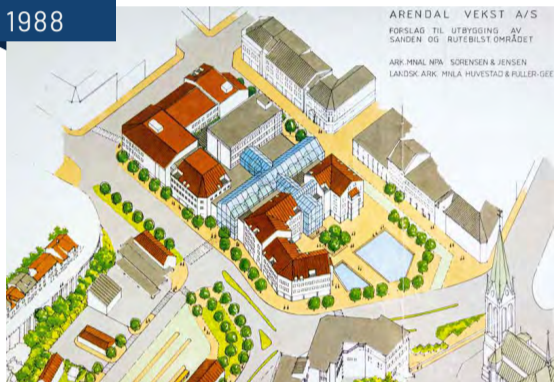 1988
ARENDAL VEKST A/S
FORSLAG TIL UTBYGGING AV
SANDEN OG RUTEBILST.OMRÅDET
ARK.MNAL NPA SØRENSEN & JENSEN
LANDSK.ARK. MNLA HUVESTAD & FULLER-GEE